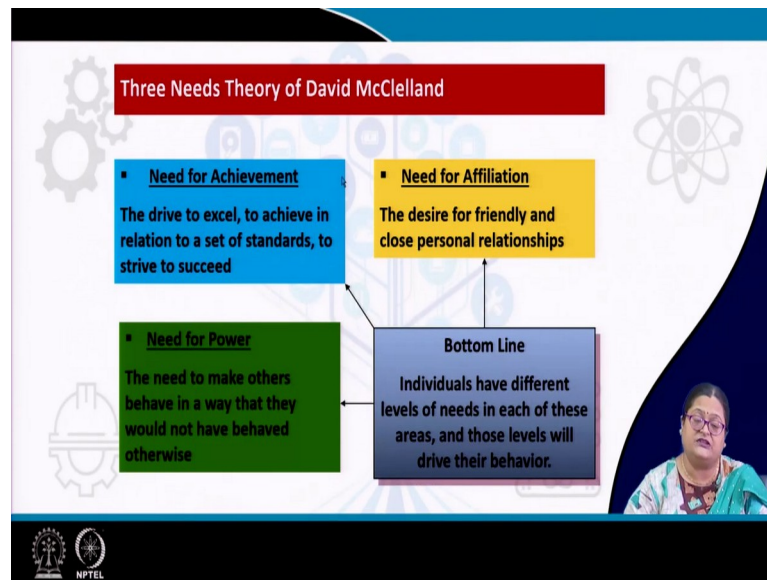 Three Needs Theory of David McClelland
▪ Need for Achievement
The drive to excel, to achieve in
relation to a set of standards, to
strive to succeed
▪ Need for Affiliation
The desire for friendly and
close personal relationships
▪ Need for Power
The need to make others
behave in a way that they
would not have behaved
otherwise
Bottom Line
Individuals have different
levels of needs in each of these
areas, and those levels will
drive their behavior.
NPTEL